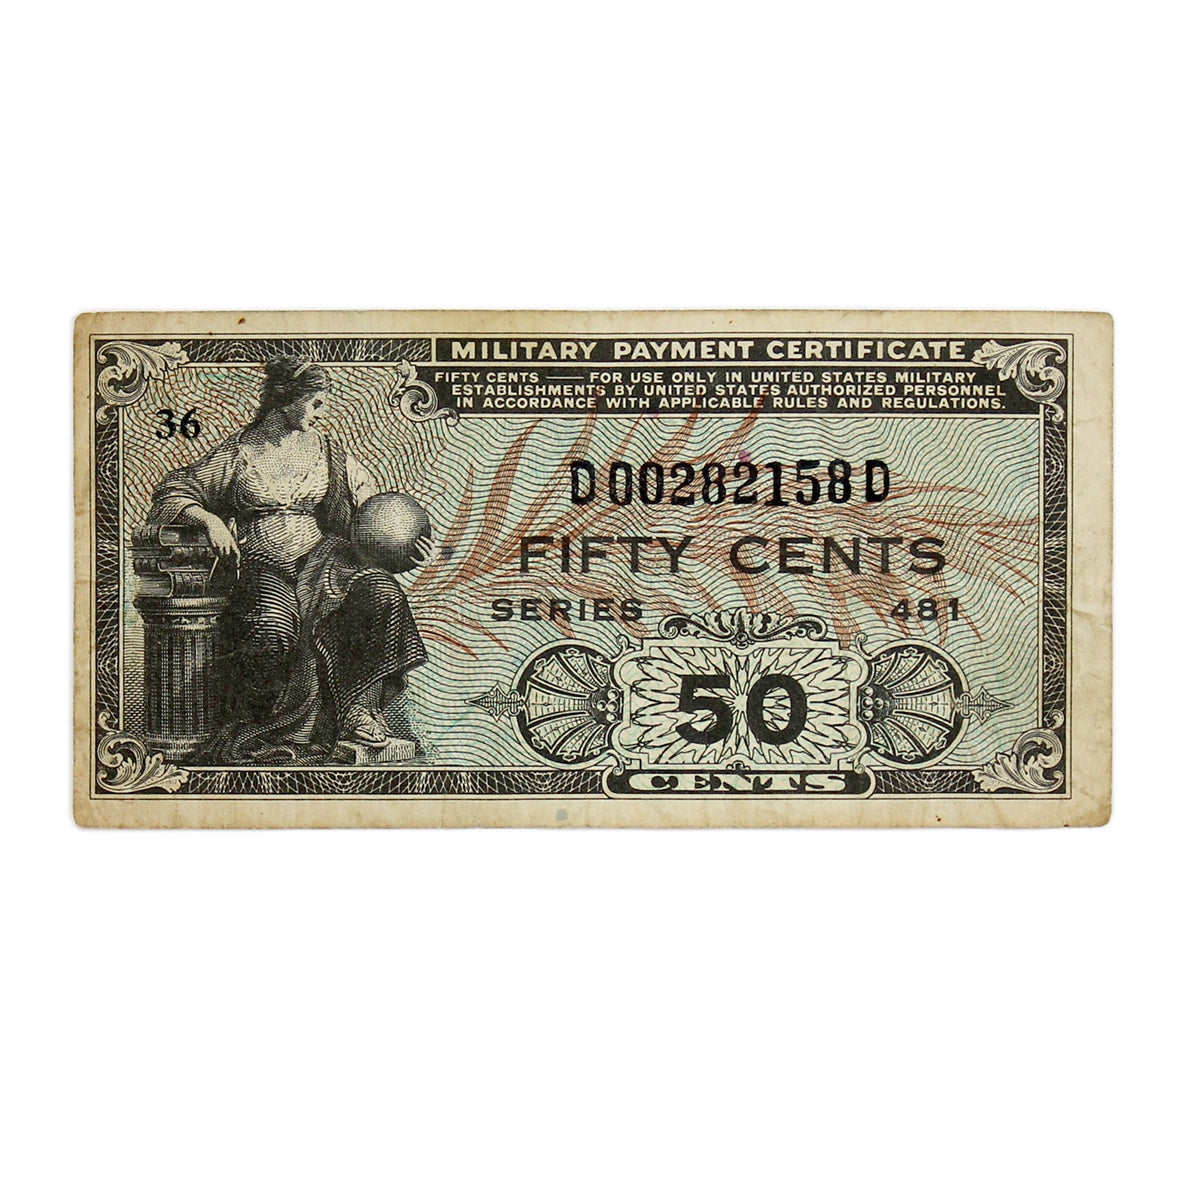 MILITARY PAYMENT CERTIFICATE
FIFTY CENTS — FOR USE ONLY IN UNITED STATES MILITARY
ESTABLISHMENTS BY UNITED STATES AUTHORIZED PERSONNEL
IN ACCORDANCE WITH APPLICABLE RULES AND REGULATIONS.
36
D00282158D
FIFTY CENTS
SERIES 481
50
CENTS